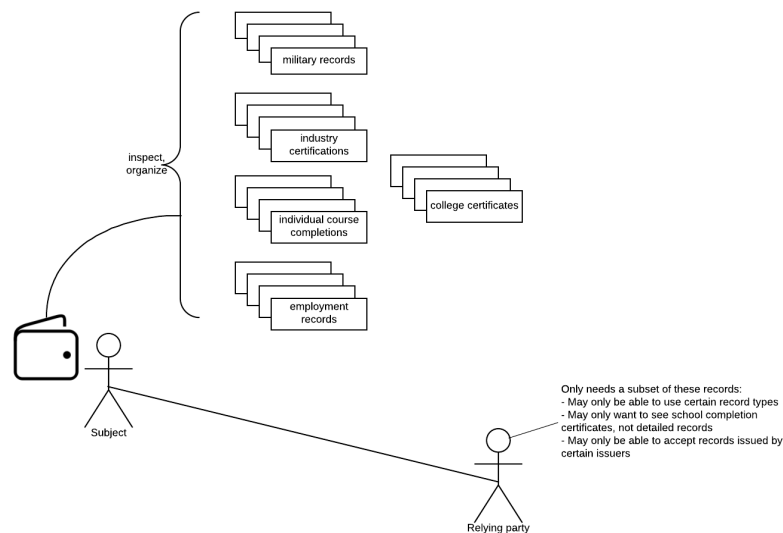 military records
inspect,
organize
industry
certifications
college certificates
individual course
completions
employment
records
Subject
Only needs a subset of these records:
- May only be able to use certain record types
- May only want to see school completion
certificates, not detailed records
- May only be able to accept records issued by
certain issuers
Relying party